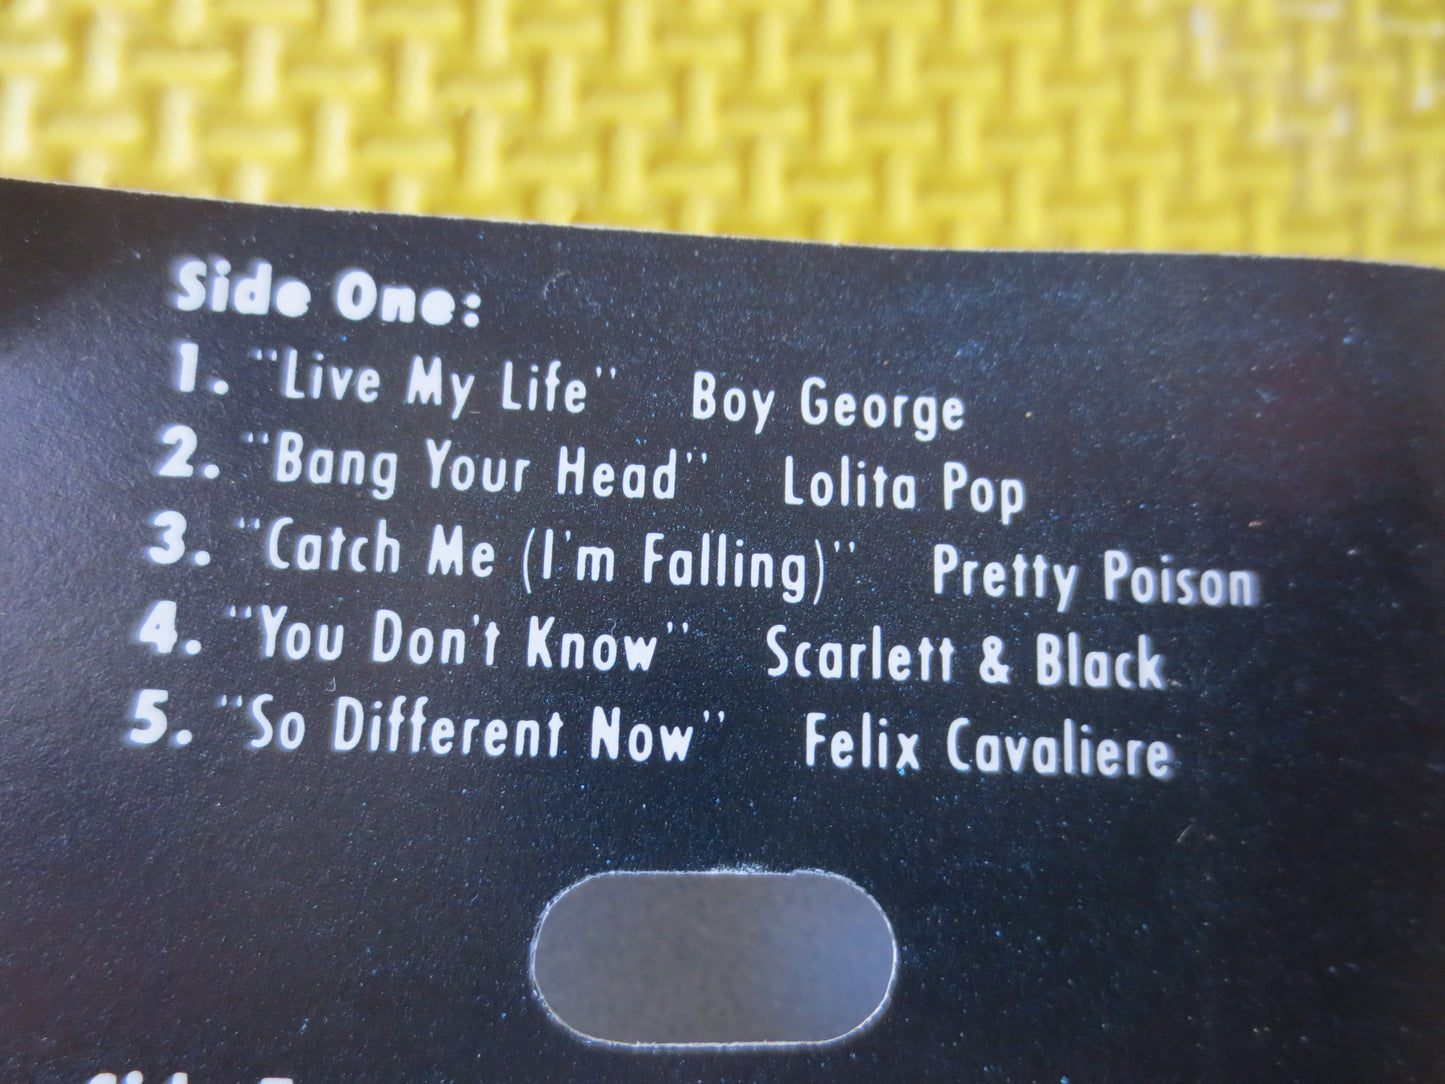 Side One:
1. "Live My Life" Boy George
2. "Bang Your Head" Lolita Pop
3. "Catch Me (I'm Falling)" Pretty Poison
4. "You Don't Know" Scarlett & Black
5. "So Different Now" Felix Cavaliere
Side